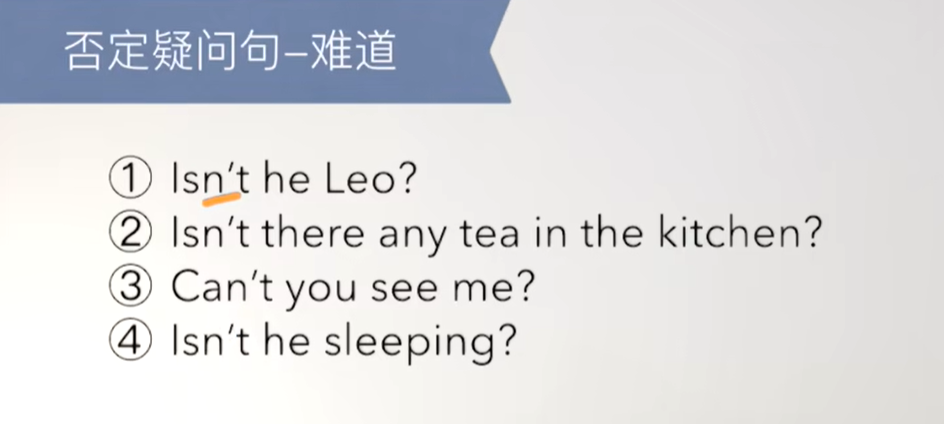 否定疑问句–难道
① Isn't he Leo?
② Isn't there any tea in the kitchen?
③ Can't you see me?
④ Isn't he sleeping?